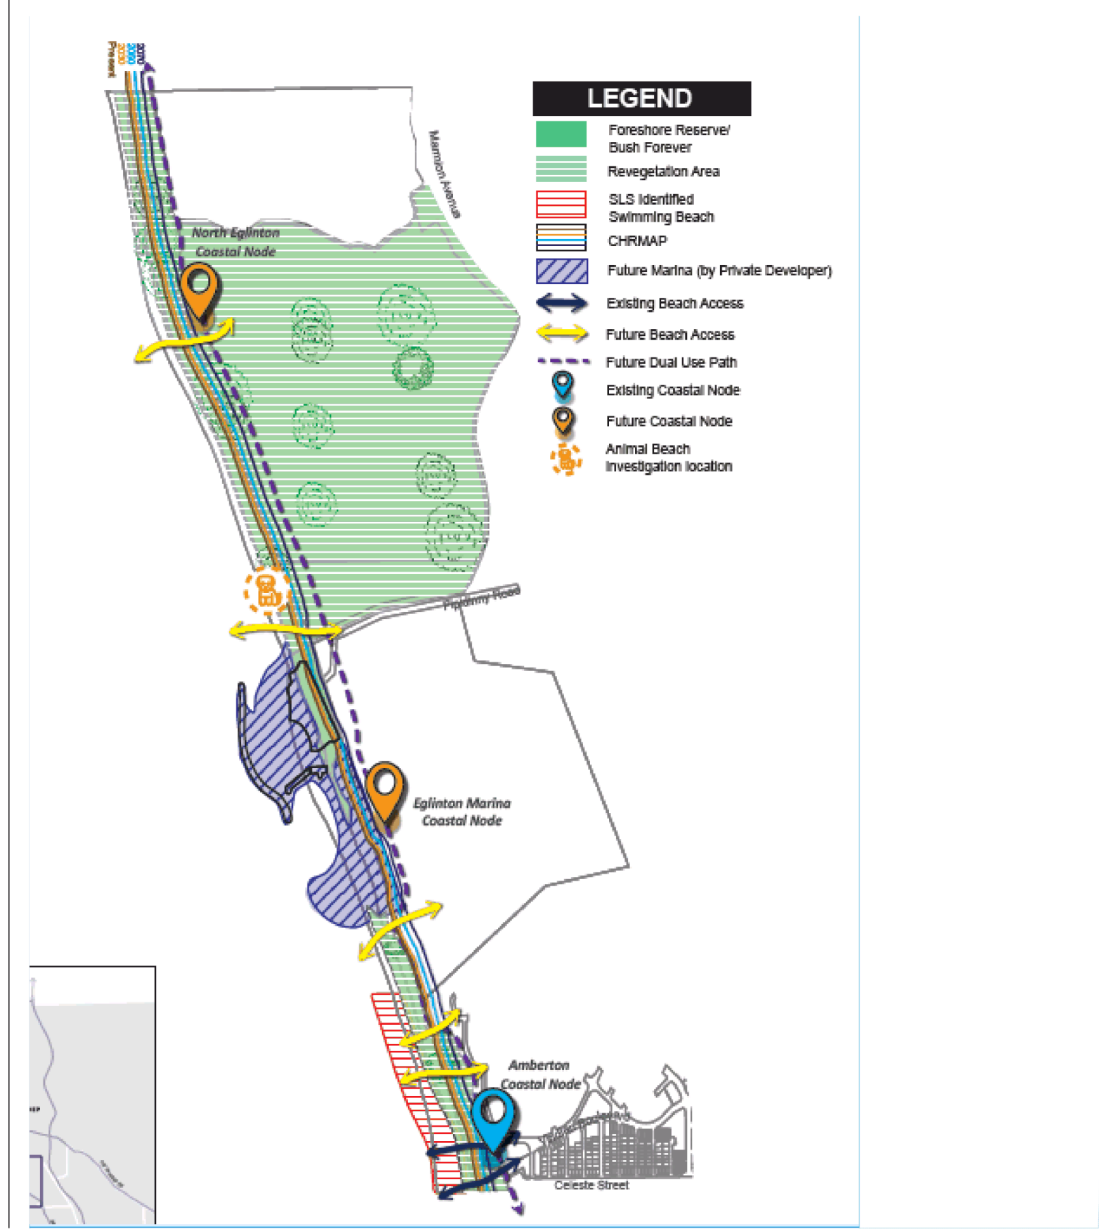 Present
2030
2050
2070
LEGEND
Foreshore Reserve/
Bush Forever
Revegetation Area
SLS Identified
Swimming Beach
CHRMAP
Future Marina (by Private Developer)
Existing Beach Access
Future Beach Access
Future Dual Use Path
Existing Coastal Node
Future Coastal Node
Animal Beach
Investigation location
Marmion Avenue
North Eglinton
Coastal Node
Pipidinny Road
Eglinton Marina
Coastal Node
Amberton
Coastal Node
Celeste Street